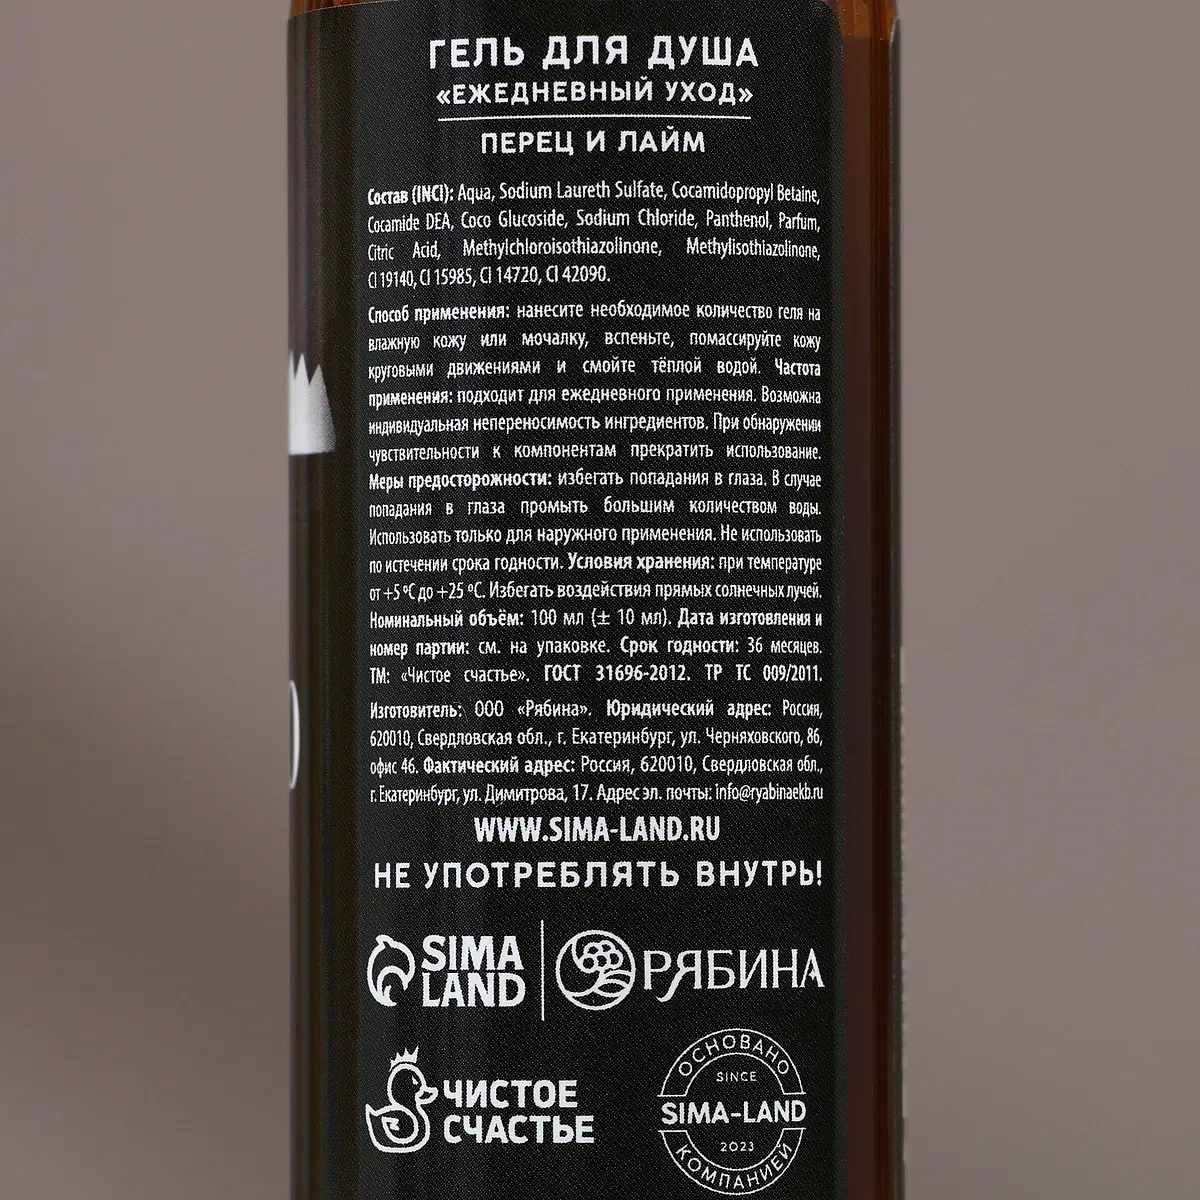 ГЕЛЬ ДЛЯ ДУША
«ЕЖЕДНЕВНЫЙ УХОД»
ПЕРЕЦ И ЛАЙМ
Состав (INCI): Aqua, Sodium Laureth Sulfate, Cocamidopropyl Betaine,
Cocamide DEA, Coco Glucoside, Sodium Chloride, Panthenol, Parfum,
Citric Acid, Methylchloroisothiazolinone, Methylisothiazolinone,
CI 19140, CI 15985, CI 14720, CI 42090.
Способ применения: нанесите необходимое количество геля на
влажную кожу или мочалку, вспеньте, помассируйте кожу
круговыми движениями и смойте тёплой водой. Частота
применения: подходит для ежедневного применения. Возможна
индивидуальная непереносимость ингредиентов. При обнаружении
чувствительности к компонентам прекратить использование.
Меры предосторожности: избегать попадания в глаза. В случае
попадания в глаза промыть большим количеством воды.
Использовать только для наружного применения. Не использовать
по истечении срока годности. Условия хранения: при температуре
от +5 °C до +25 °C. Избегать воздействия прямых солнечных лучей.
Номинальный объём: 100 мл (± 10 мл). Дата изготовления и
номер партии: см. на упаковке. Срок годности: 36 месяцев.
ТМ: «Чистое счастье». ГОСТ 31696-2012. ТР ТС 009/2011.
Изготовитель: ООО «Рябина». Юридический адрес: Россия,
620010, Свердловская обл., г. Екатеринбург, ул. Черняховского, 86,
офис 46. Фактический адрес: Россия, 620010, Свердловская обл.,
г. Екатеринбург, ул. Димитрова, 17. Адрес эл. почты: info@ryabinaekb.ru
WWW.SIMA-LAND.RU
НЕ УПОТРЕБЛЯТЬ ВНУТРЬ!
SIMA
LAND
РЯБИНА
ЧИСТОЕ
СЧАСТЬЕ
ОСНОВАНО
SINCE
SIMA-LAND
2023
КОМПАНИЕЙ